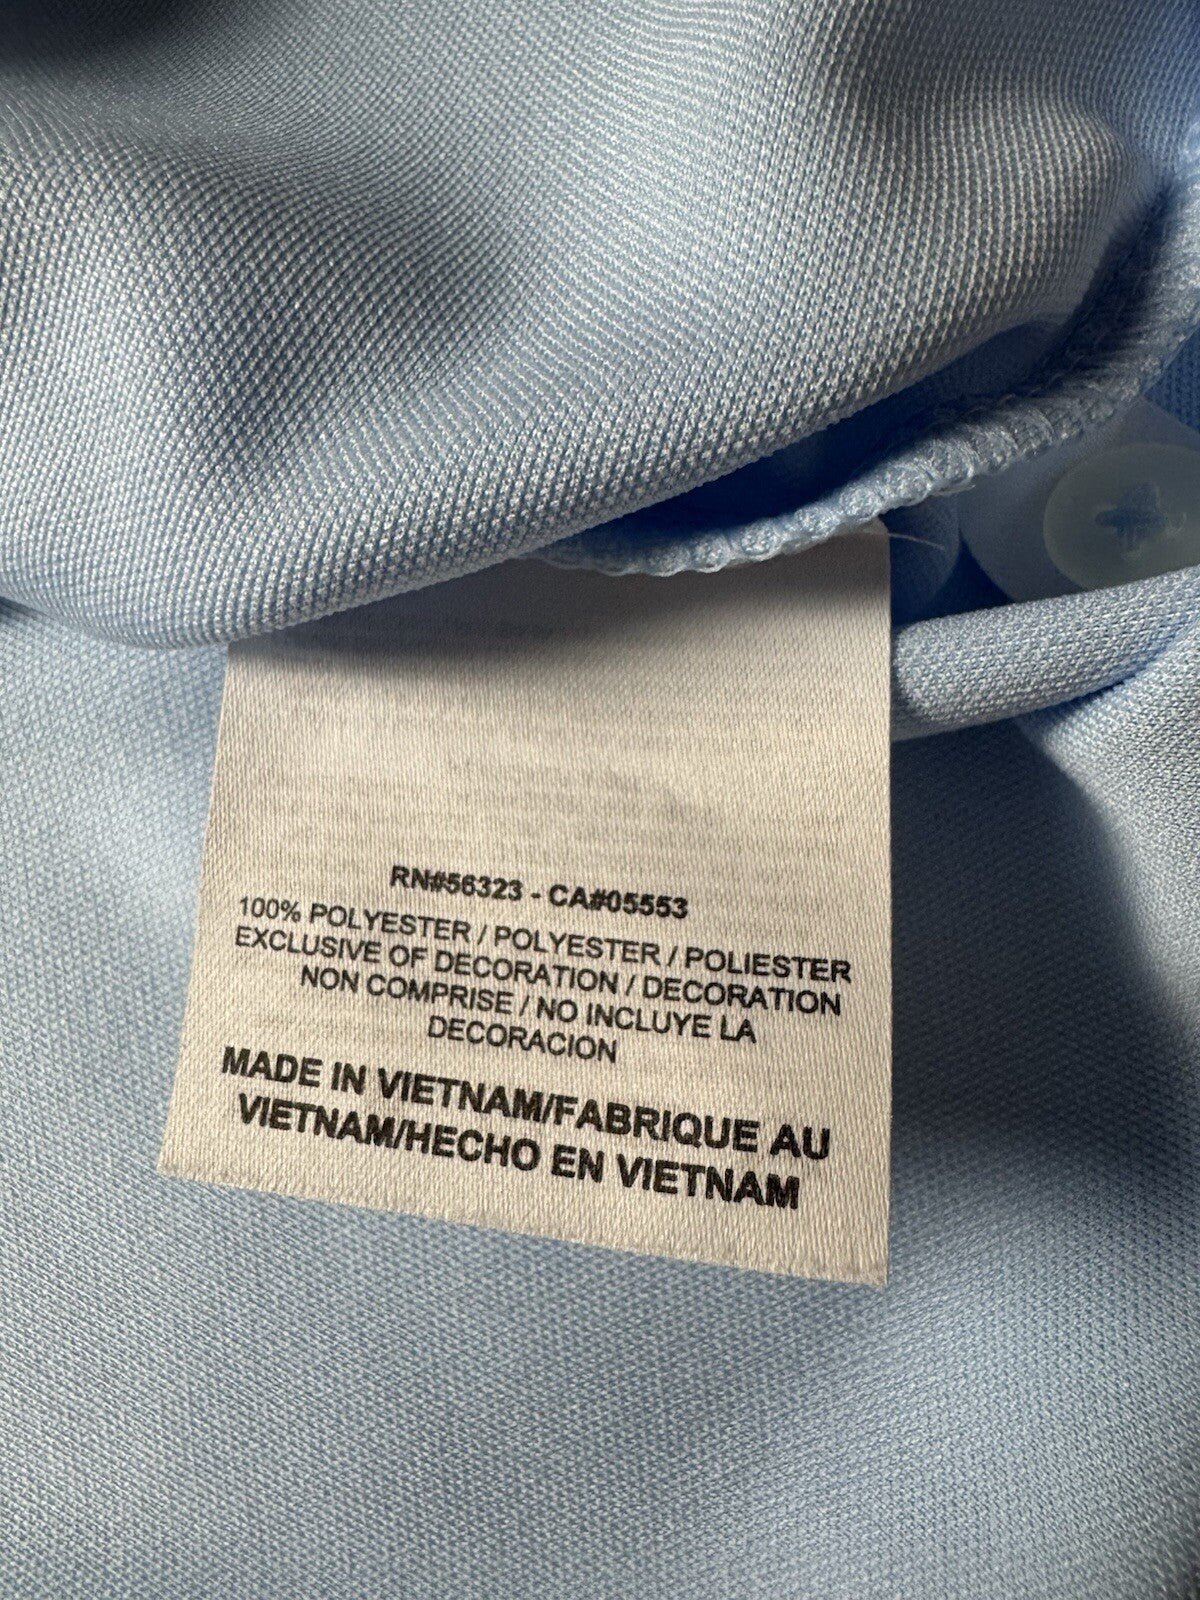 RN#56323 - CA#05553
100% POLYESTER / POLYESTER / POLIESTER
EXCLUSIVE OF DECORATION / DECORATION
NON COMPRISE / NO INCLUYE LA
DECORACION
MADE IN VIETNAM/FABRIQUE AU
VIETNAM/HECHO EN VIETNAM